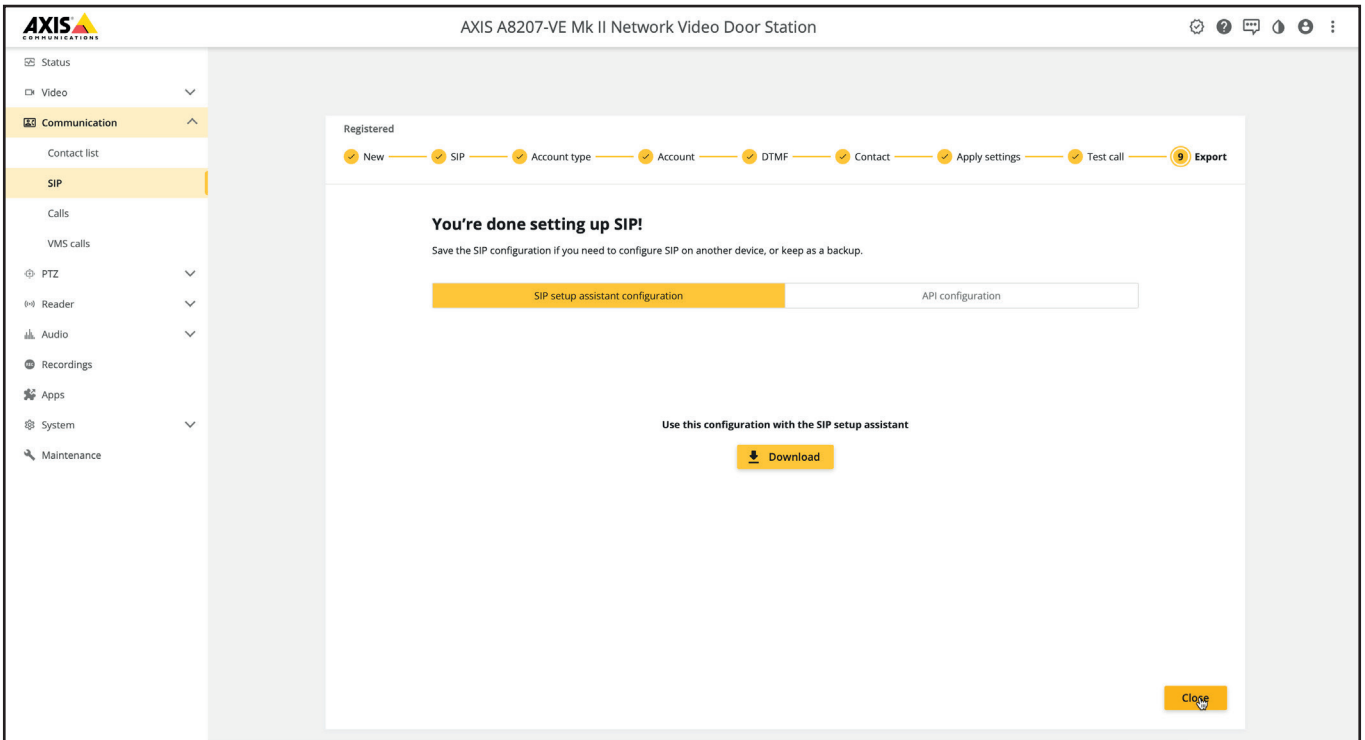 AXIS
COMMUNICATIONS
AXIS A8207-VE Mk II Network Video Door Station
Status
Video
Communication
Contact list
SIP
Calls
VMS calls
PTZ
Reader
Audio
Recordings
Apps
System
Maintenance
Registered
New SIP Account type Account DTMF Contact Apply settings Test call 9 Export
You're done setting up SIP!
Save the SIP configuration if you need to configure SIP on another device, or keep as a backup.
SIP setup assistant configuration API configuration
Use this configuration with the SIP setup assistant
Download
Close